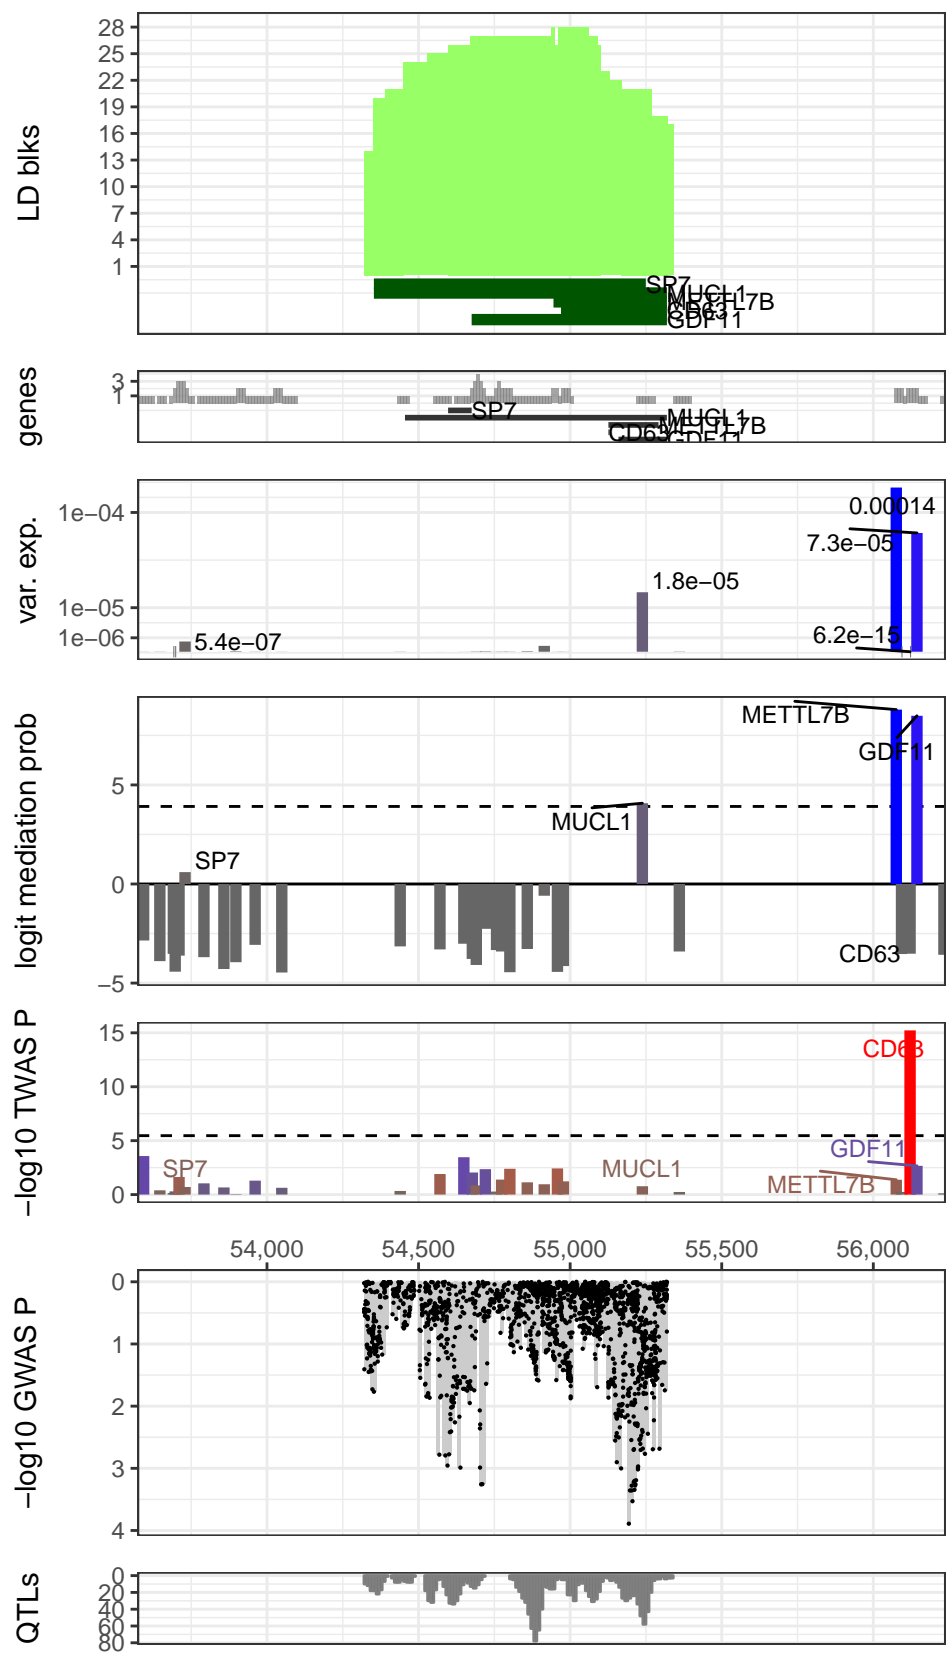 LD blks
28
25
22
19
16
13
10
7
4
1
SP7
MUCL1
METTL7B
CD63
GDF11
genes
3
1
SP7
MUCL1
METTL7B
CD63
GDF11
var. exp.
1e−04
1e−05
1e−06
0.00014
7.3e−05
1.8e−05
6.2e−15
5.4e−07
logit mediation prob
5
0
−5
METTL7B
GDF11
MUCL1
SP7
CD63
−log10 TWAS P
15
10
5
0
CD63
GDF11
SP7
MUCL1
METTL7B
54,000 54,500 55,000 55,500 56,000
−log10 GWAS P
0
1
2
3
4
QTLs
0
20
40
60
80